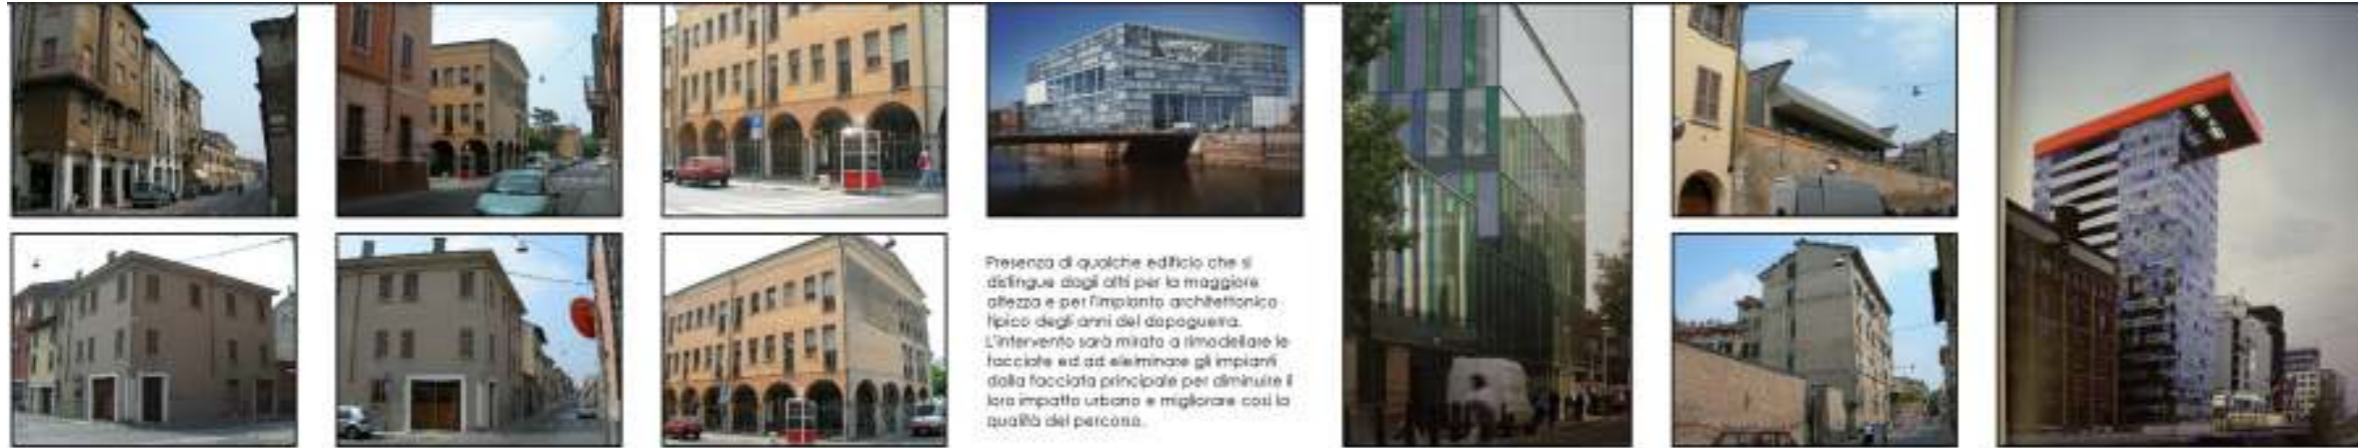 Presenza di qualche edificio che si
distingue dagli altri per la maggiore
altezza e per l'impianto architettonico
tipico degli anni del dopoguerra.
L'intervento sarà mirato a rimodellare le
facciate ed ad eleiminare gli impianti
dalla facciata principale per diminuire il
loro impatto urbano e migliorare così la
qualità del percorso.